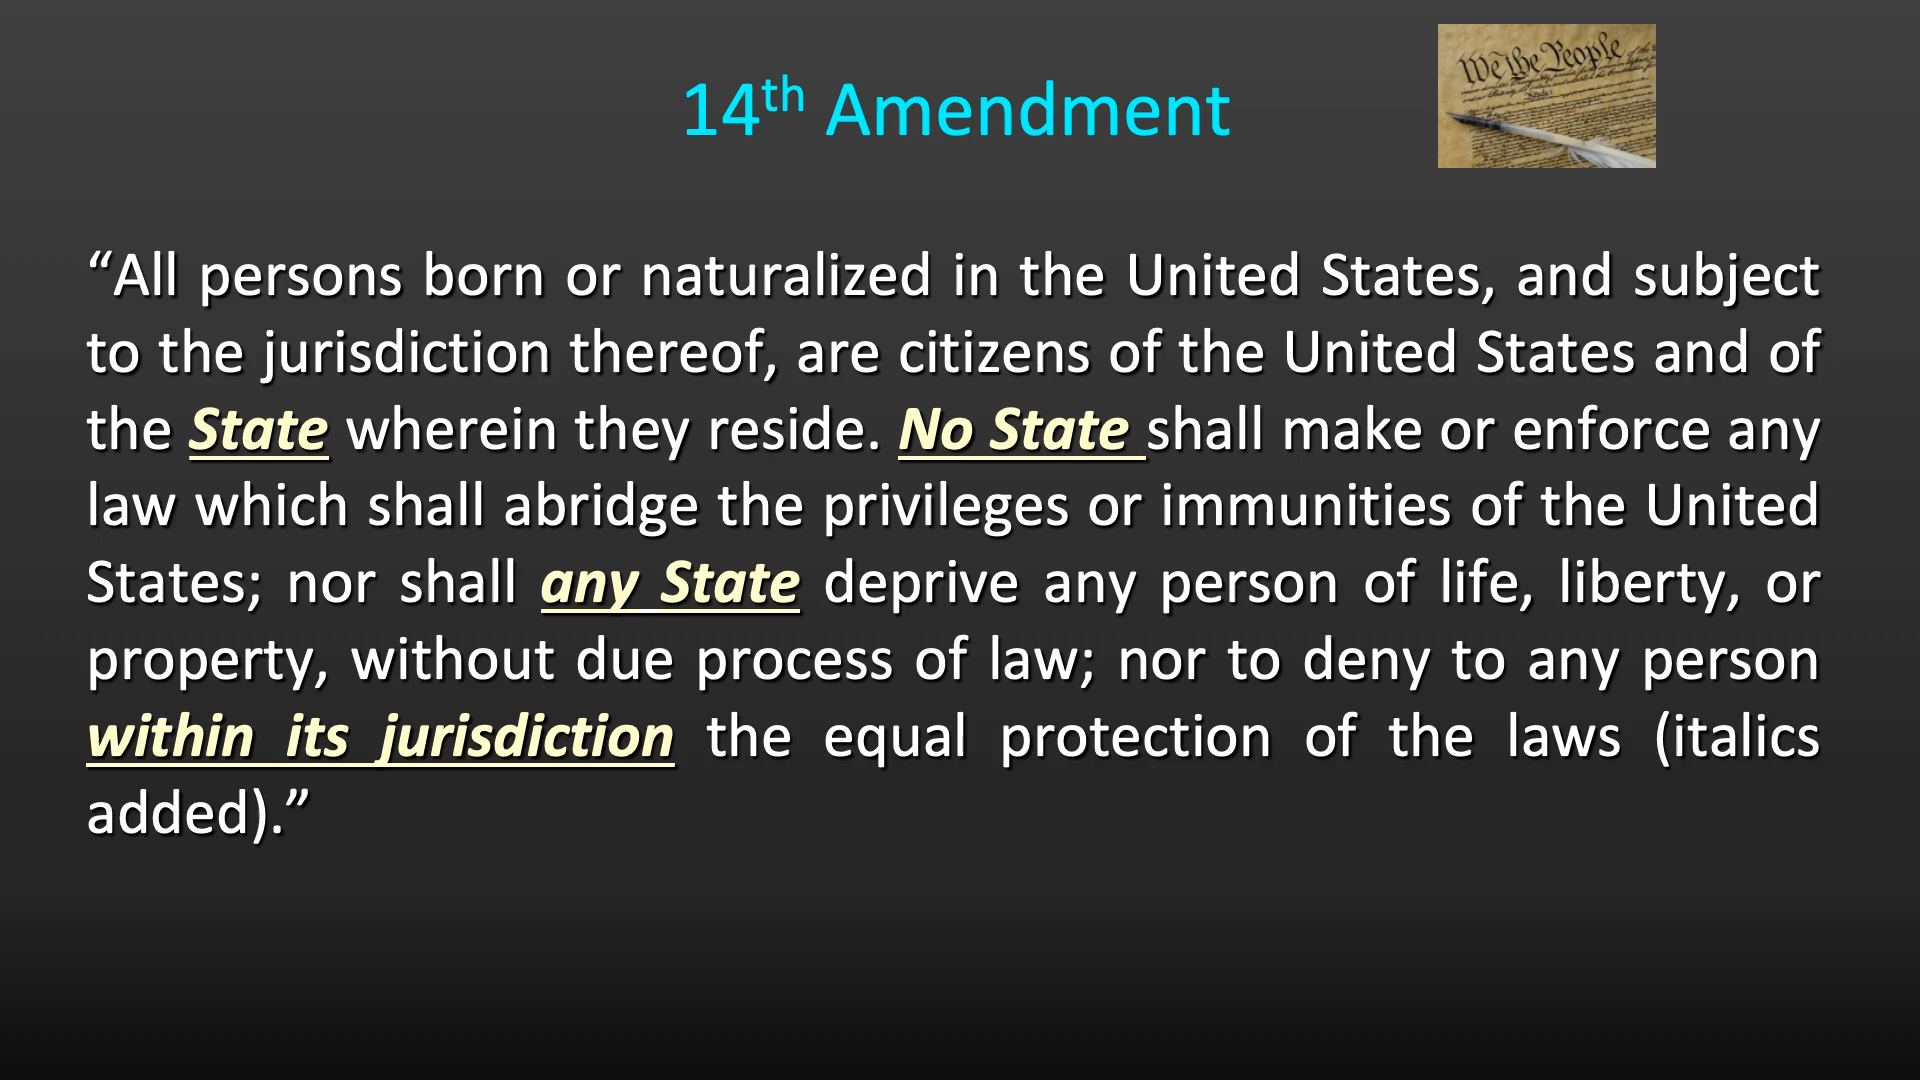 14th Amendment
We the People
“All persons born or naturalized in the United States, and subject
to the jurisdiction thereof, are citizens of the United States and of
the State wherein they reside. No State shall make or enforce any
law which shall abridge the privileges or immunities of the United
States; nor shall any State deprive any person of life, liberty, or
property, without due process of law; nor to deny to any person
within its jurisdiction the equal protection of the laws (italics
added).”